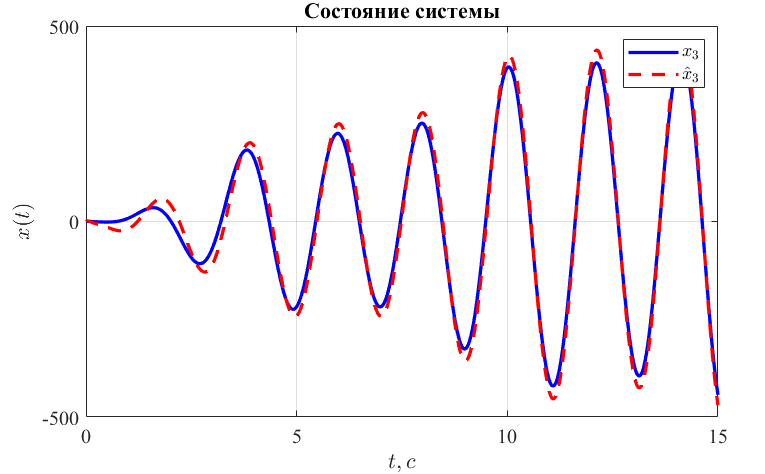 Состояние системы
500
x₃
x̂₃
x(t)
0
-500
0
5
10
15
t, c